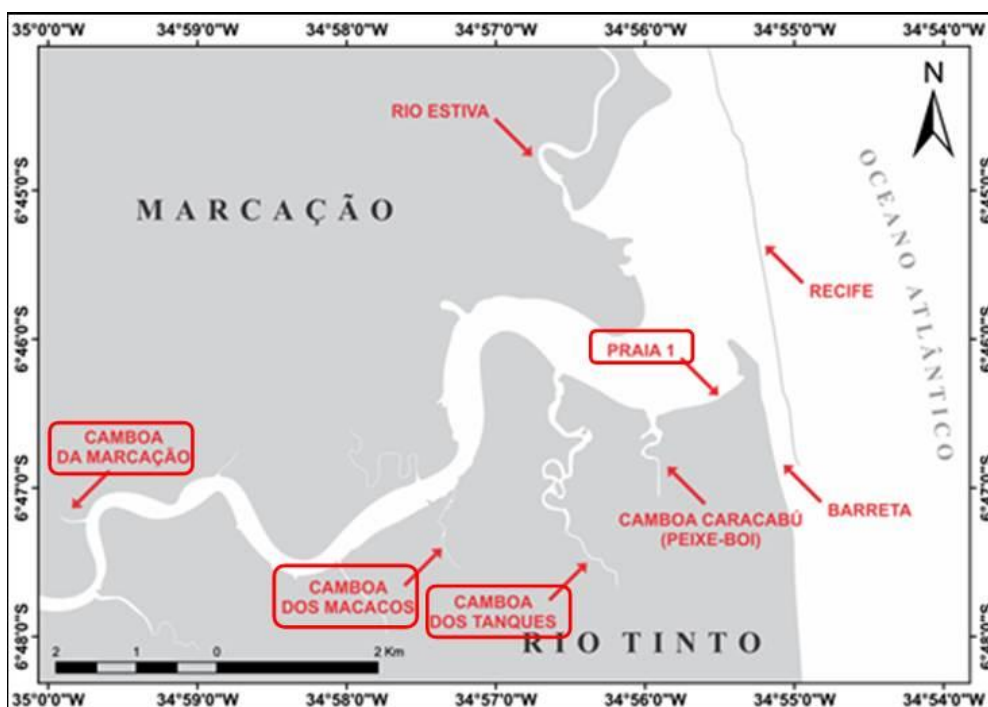 35°0'0"W 34°59'0"W 34°58'0"W 34°57'0"W 34°56'0"W 34°55'0"W 34°54'0"W
N
RIO ESTIVA
6°45'0"S
6°45'0"S
MARCAÇÃO
OCEANO ATLÂNTICO
RECIFE
6°46'0"S
6°46'0"S
PRAIA 1
CAMBOA
DA MARCAÇÃO
6°47'0"S
6°47'0"S
CAMBOA CARACABÚ
(PEIXE-BOI)
BARRETA
CAMBOA
DOS MACACOS
CAMBOA
DOS TANQUES
RIO TINTO
6°48'0"S
6°48'0"S
2 1 0 2 Km
35°0'0"W 34°59'0"W 34°58'0"W 34°57'0"W 34°56'0"W 34°55'0"W 34°54'0"W